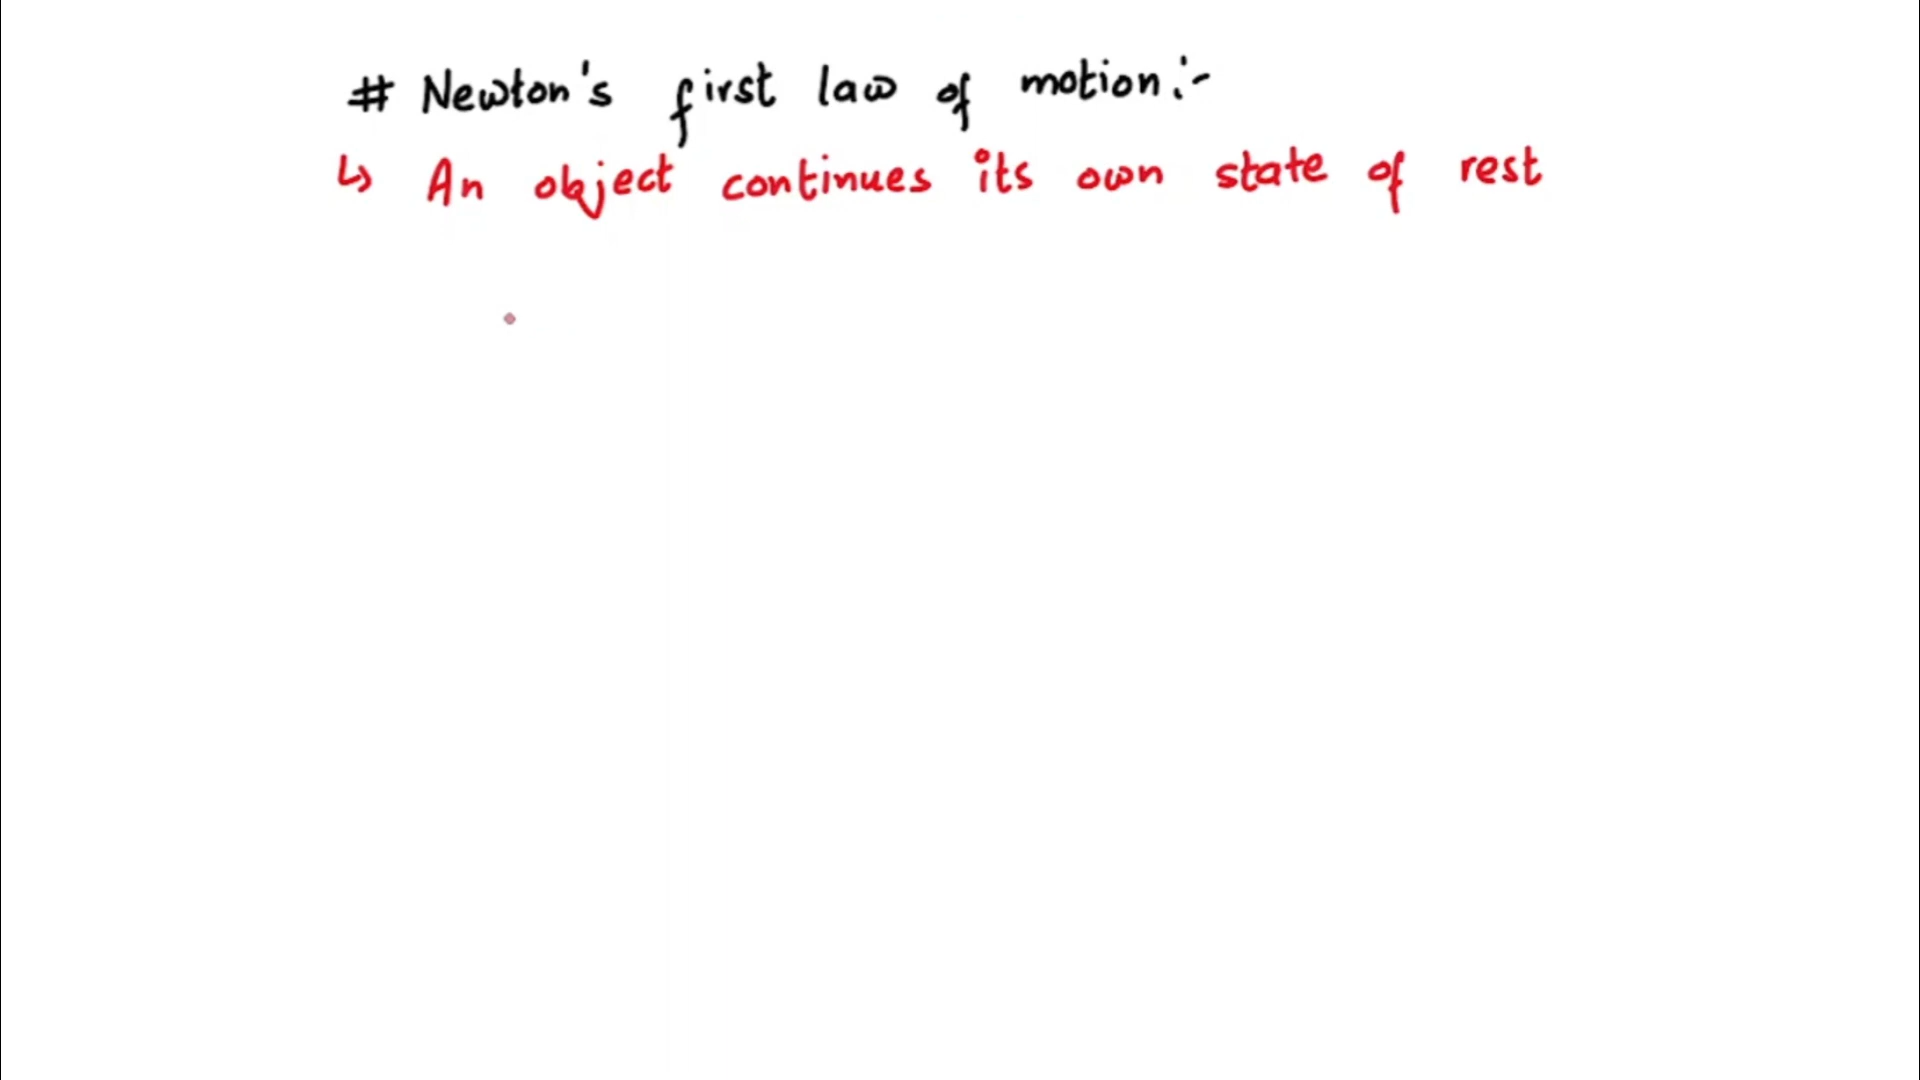 # Newton's first law of motion:-
↳ An object continues its own state of rest